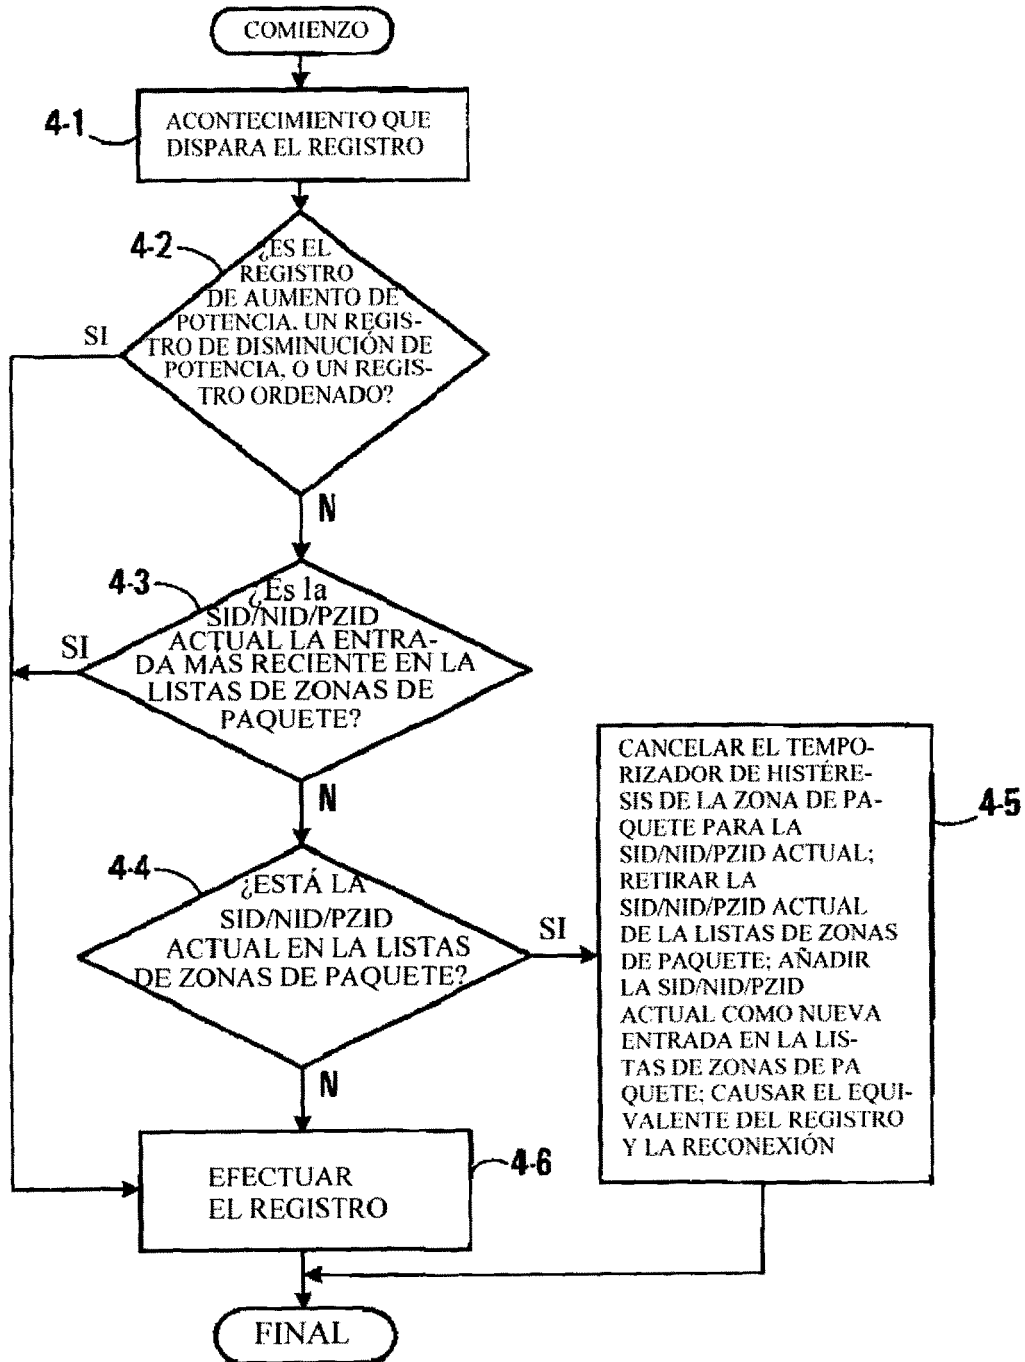 COMIENZO
4-1
ACONTECIMIENTO QUE
DISPARA EL REGISTRO
4-2
¿ES EL
REGISTRO
DE AUMENTO DE
POTENCIA, UN REGIS-
TRO DE DISMINUCIÓN DE
POTENCIA, O UN REGIS-
TRO ORDENADO?
SI
N
4-3
¿Es la
SID/NID/PZID
ACTUAL LA ENTRA-
DA MÁS RECIENTE EN LA
LISTAS DE ZONAS DE
PAQUETE?
SI
N
4-4
¿ESTÁ LA
SID/NID/PZID
ACTUAL EN LA LISTAS
DE ZONAS DE PAQUETE?
SI
N
CANCELAR EL TEMPO-
RIZADOR DE HISTÉRE-
SIS DE LA ZONA DE PA-
QUETE PARA LA
SID/NID/PZID ACTUAL;
RETIRAR LA
SID/NID/PZID ACTUAL
DE LA LISTAS DE ZONAS
DE PAQUETE; AÑADIR
LA SID/NID/PZID
ACTUAL COMO NUEVA
ENTRADA EN LA LIS-
TAS DE ZONAS DE PA
QUETE; CAUSAR EL EQUI-
VALENTE DEL REGISTRO
Y LA RECONEXIÓN
4-5
EFECTUAR
EL REGISTRO
4-6
FINAL